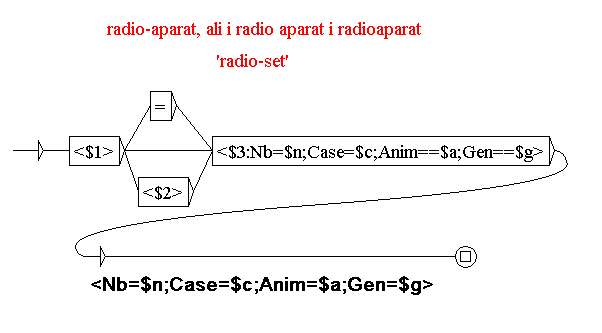 radio-aparat, ali i radio aparat i radioaparat
'radio-set'
=
<$1>
<$3:Nb=$n;Case=$c;Anim==$a;Gen==$g>
<$2>
<Nb=$n;Case=$c;Anim=$a;Gen=$g>